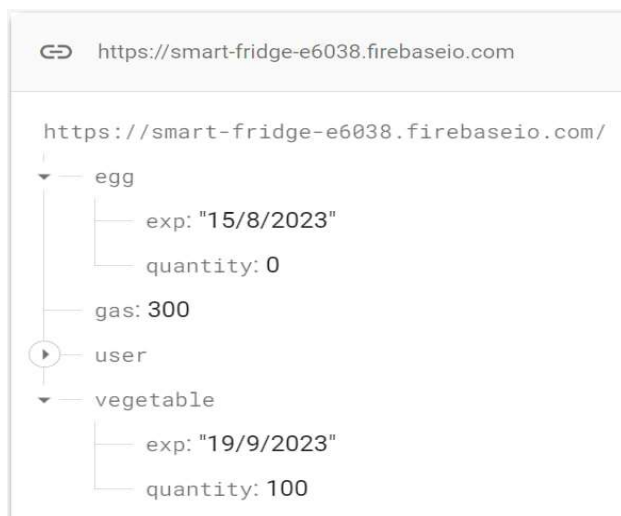 https://smart-fridge-e6038.firebaseio.com
https://smart-fridge-e6038.firebaseio.com/
egg
exp: "15/8/2023"
quantity: 0
gas: 300
user
vegetable
exp: "19/9/2023"
quantity: 100